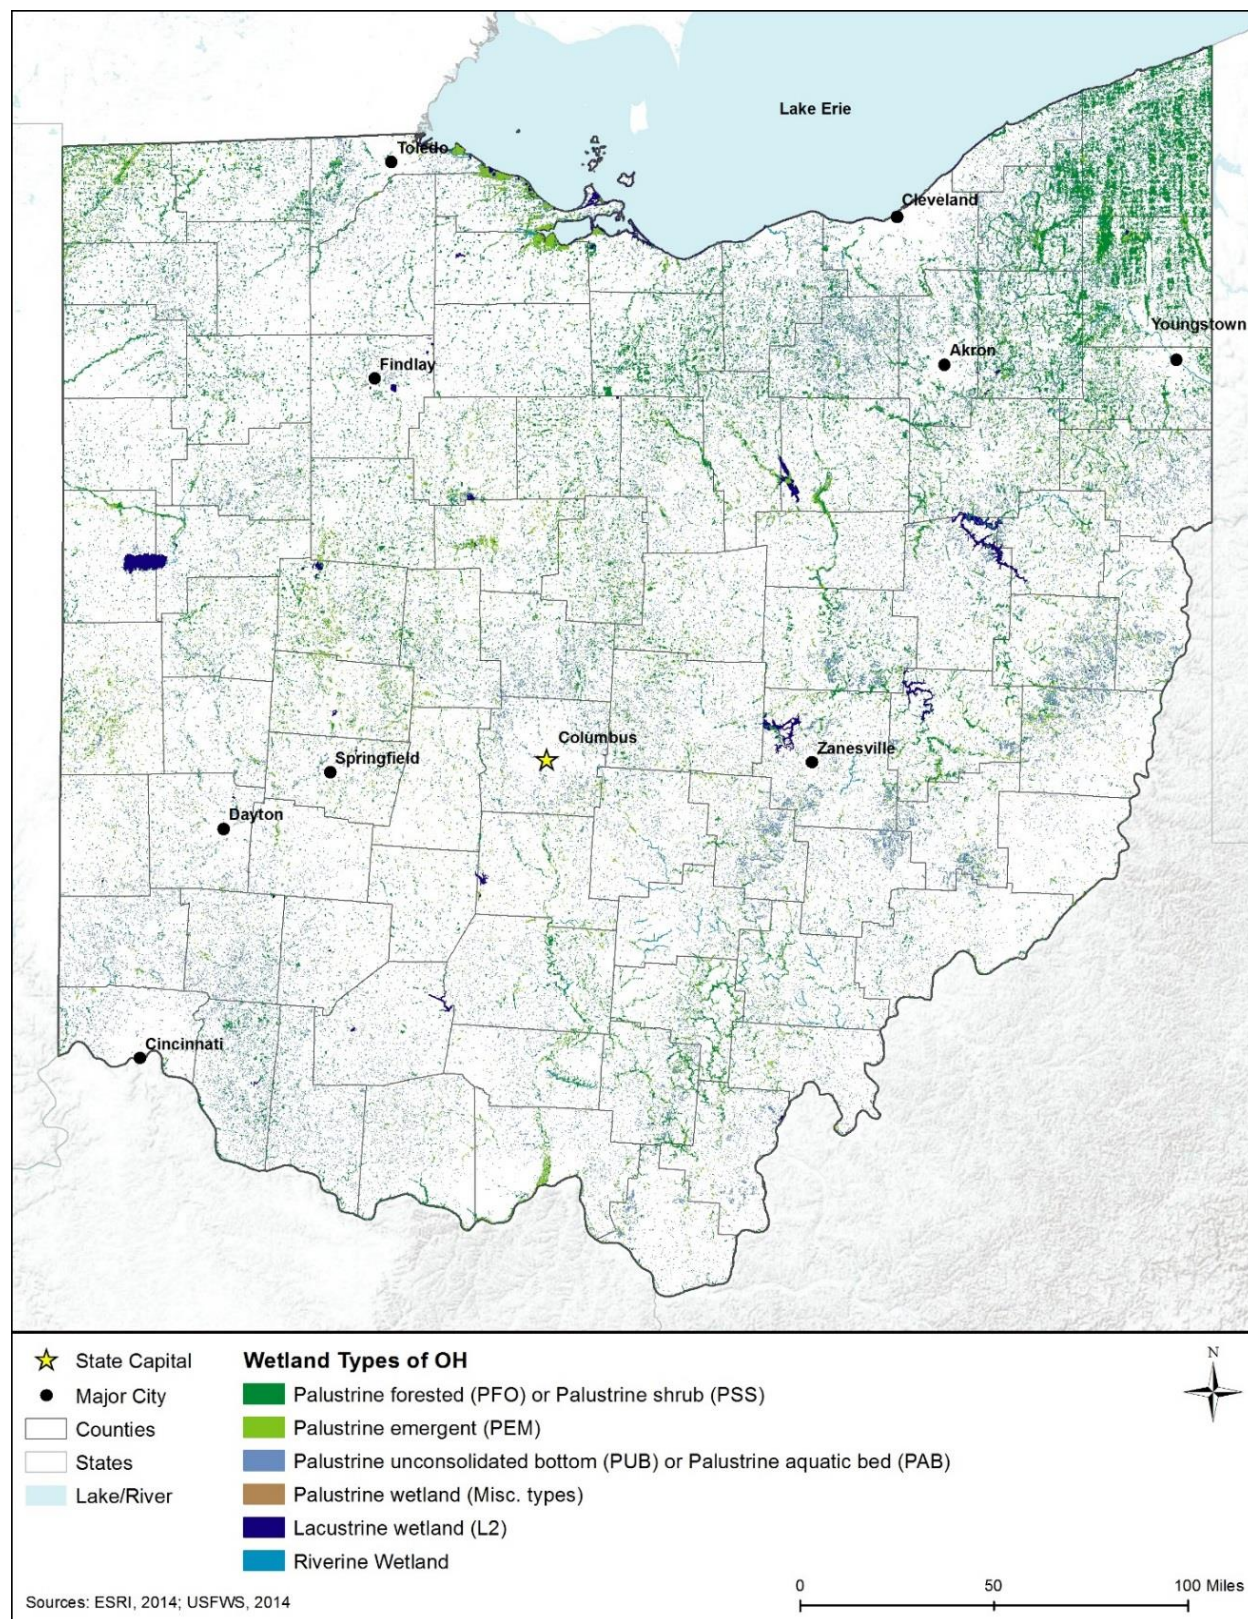 Lake Erie
Toledo
Cleveland
Youngstown
Akron
Findlay
Columbus
Zanesville
Springfield
Dayton
Cincinnati
State Capital
Major City
Counties
States
Lake/River
Wetland Types of OH
Palustrine forested (PFO) or Palustrine shrub (PSS)
Palustrine emergent (PEM)
Palustrine unconsolidated bottom (PUB) or Palustrine aquatic bed (PAB)
Palustrine wetland (Misc. types)
Lacustrine wetland (L2)
Riverine Wetland
N
0 50 100 Miles
Sources: ESRI, 2014; USFWS, 2014